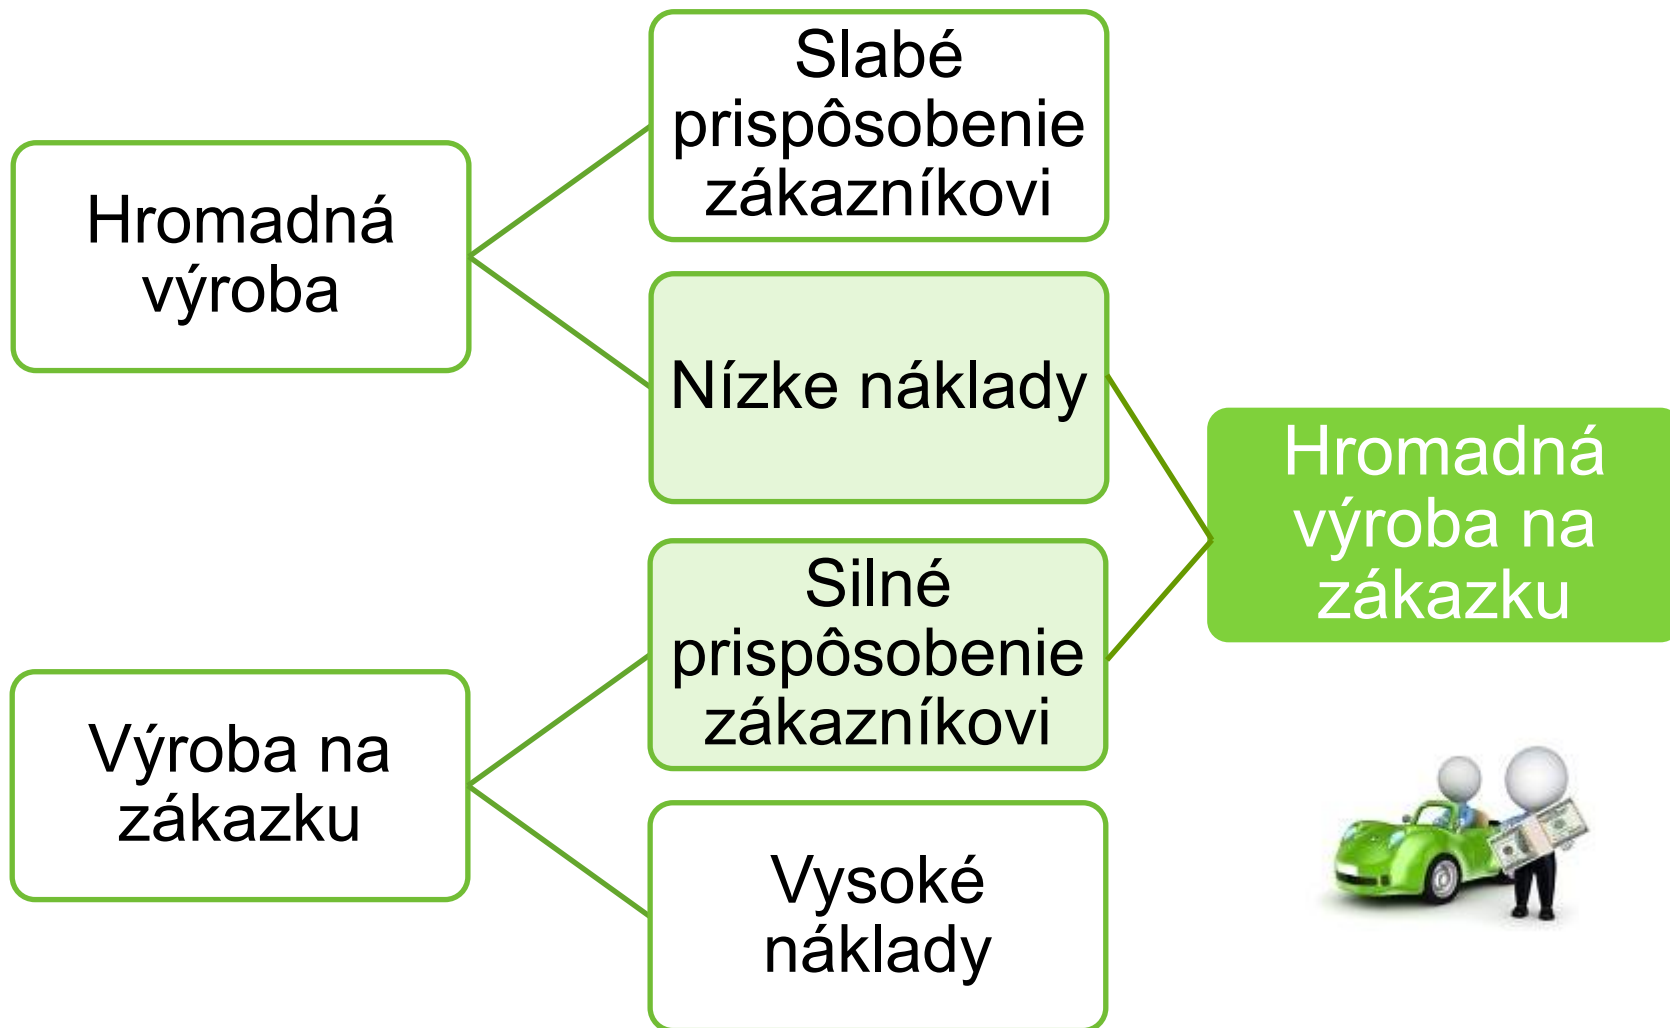 Hromadná
výroba
Slabé
prispôsobenie
zákazníkovi
Nízke náklady
Výroba na
zákazku
Silné
prispôsobenie
zákazníkovi
Vysoké
náklady
Hromadná
výroba na
zákazku